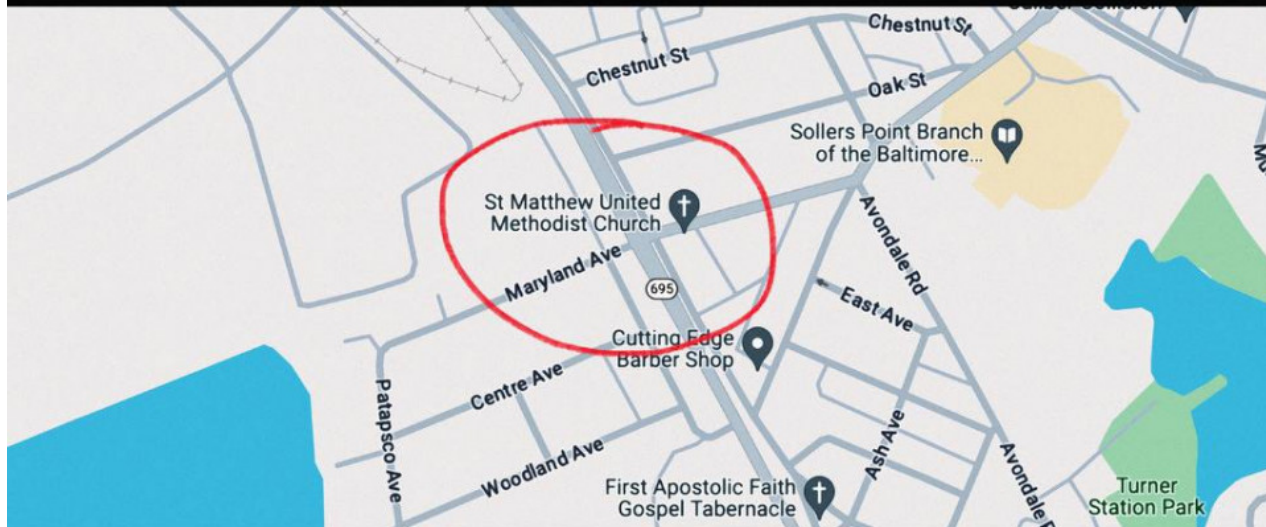 Chestnut St
Chestnut St
Oak St
Sollers Point Branch
of the Baltimore...
St Matthew United
Methodist Church
Maryland Ave
Avondale Rd
695
East Ave
Cutting Edge
Barber Shop
Centre Ave
Patapsco Ave
Woodland Ave
Ash Ave
Avondale
First Apostolic Faith
Gospel Tabernacle
Turner
Station Park